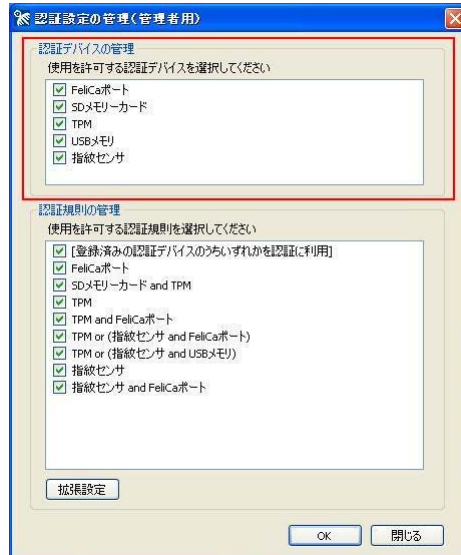 認証設定の管理(管理者用)
認証デバイスの管理
使用を許可する認証デバイスを選択してください
FeliCaポート
SDメモリーカード
TPM
USBメモリ
指紋センサ
認証規則の管理
使用を許可する認証規則を選択してください
[登録済みの認証デバイスのうちいずれかを認証に利用]
FeliCaポート
SDメモリーカード and TPM
TPM
TPM and FeliCaポート
TPM or (指紋センサ and FeliCaポート)
TPM or (指紋センサ and USBメモリ)
指紋センサ
指紋センサ and FeliCaポート
拡張設定
OK 閉じる